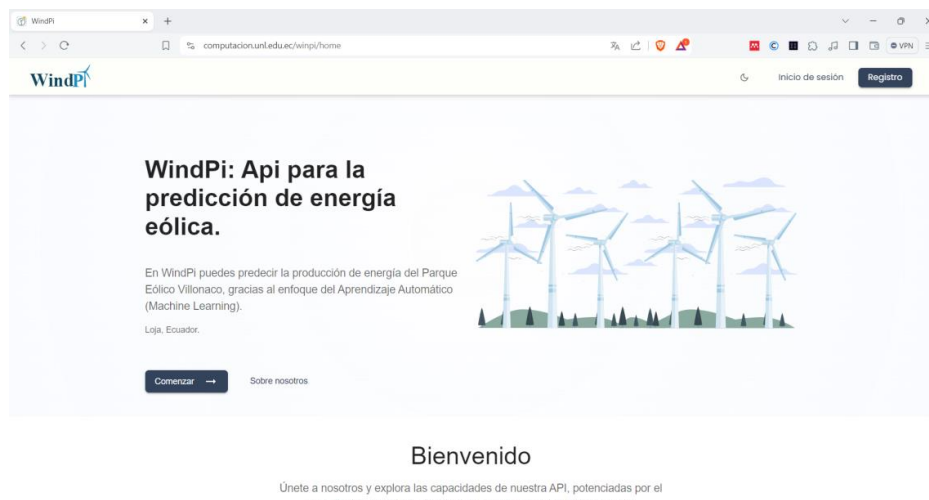 WindPi
computacion.unl.edu.ec/winpi/home
VPN
WindPi
Inicio de sesión
Registro
WindPi: Api para la
predicción de energía
eólica.
En WindPi puedes predecir la producción de energía del Parque
Eólico Villonaco, gracias al enfoque del Aprendizaje Automático
(Machine Learning).
Loja, Ecuador.
Comenzar →
Sobre nosotros
Bienvenido
Únete a nosotros y explora las capacidades de nuestra API, potenciadas por el